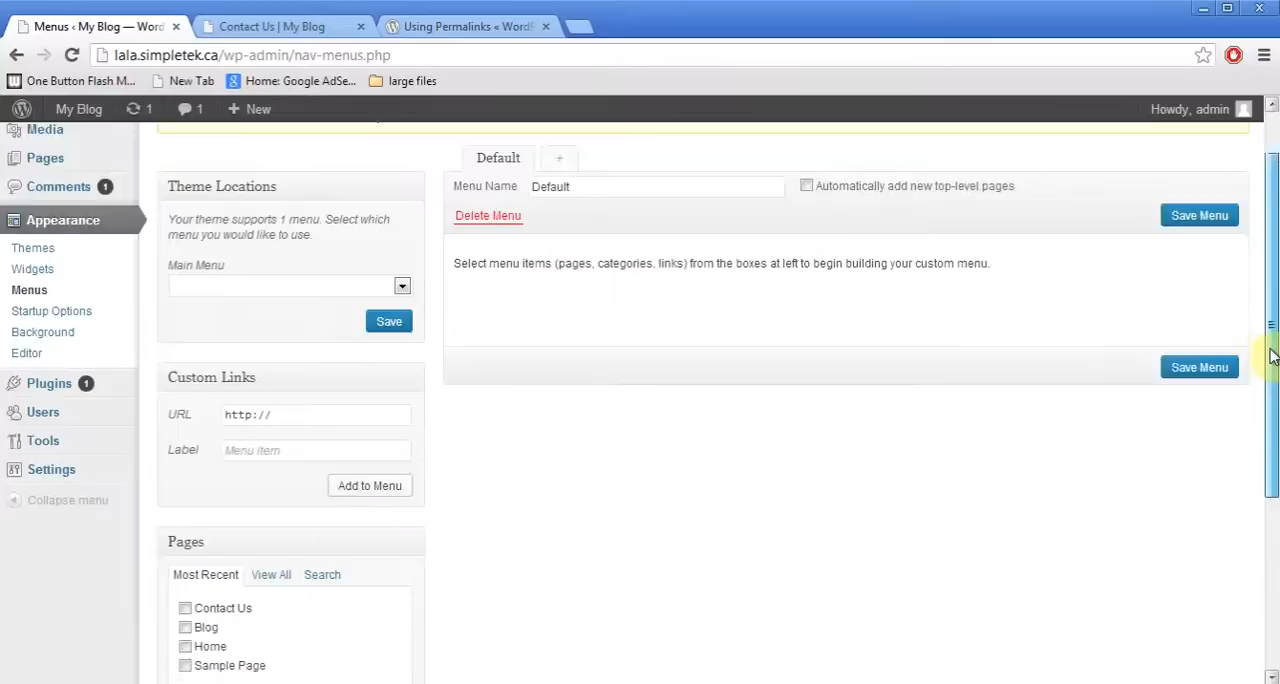 Menus ‹ My Blog — Word
Contact Us | My Blog
Using Permalinks « WordP
lala.simpletek.ca/wp-admin/nav-menus.php
One Button Flash M...
New Tab
Home: Google AdSe...
large files
My Blog
1
1
+ New
Howdy, admin
Media
Pages
Comments 1
Appearance
Themes
Widgets
Menus
Startup Options
Background
Editor
Plugins 1
Users
Tools
Settings
Collapse menu
Theme Locations
Your theme supports 1 menu. Select which
menu you would like to use.
Main Menu
Save
Custom Links
URL http://
Label Menu Item
Add to Menu
Pages
Most Recent View All Search
Contact Us
Blog
Home
Sample Page
Default +
Menu Name Default Automatically add new top-level pages
Delete Menu Save Menu
Select menu items (pages, categories, links) from the boxes at left to begin building your custom menu.
Save Menu